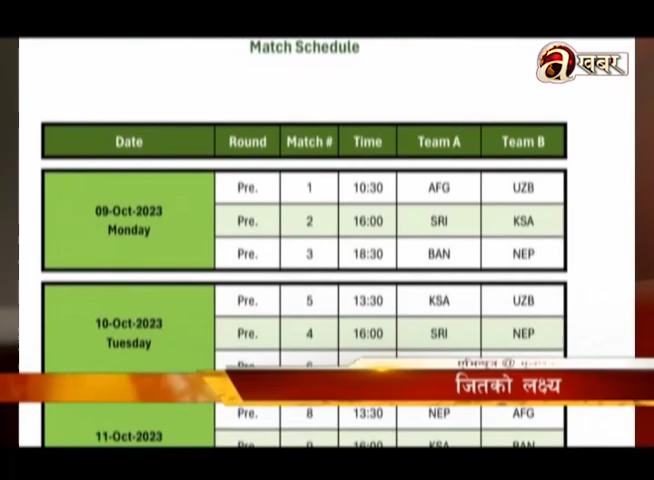 Match Schedule
a खबर
Date Round Match # Time Team A Team B
09-Oct-2023 Monday
Pre. 1 10:30 AFG UZB
Pre. 2 16:00 SRI KSA
Pre. 3 18:30 BAN NEP
10-Oct-2023 Tuesday
Pre. 5 13:30 KSA UZB
Pre. 4 16:00 SRI NEP
जितको लक्ष्य
11-Oct-2023
Pre. 8 13:30 NEP AFG
Pre. 9 16:00 KSA BAN